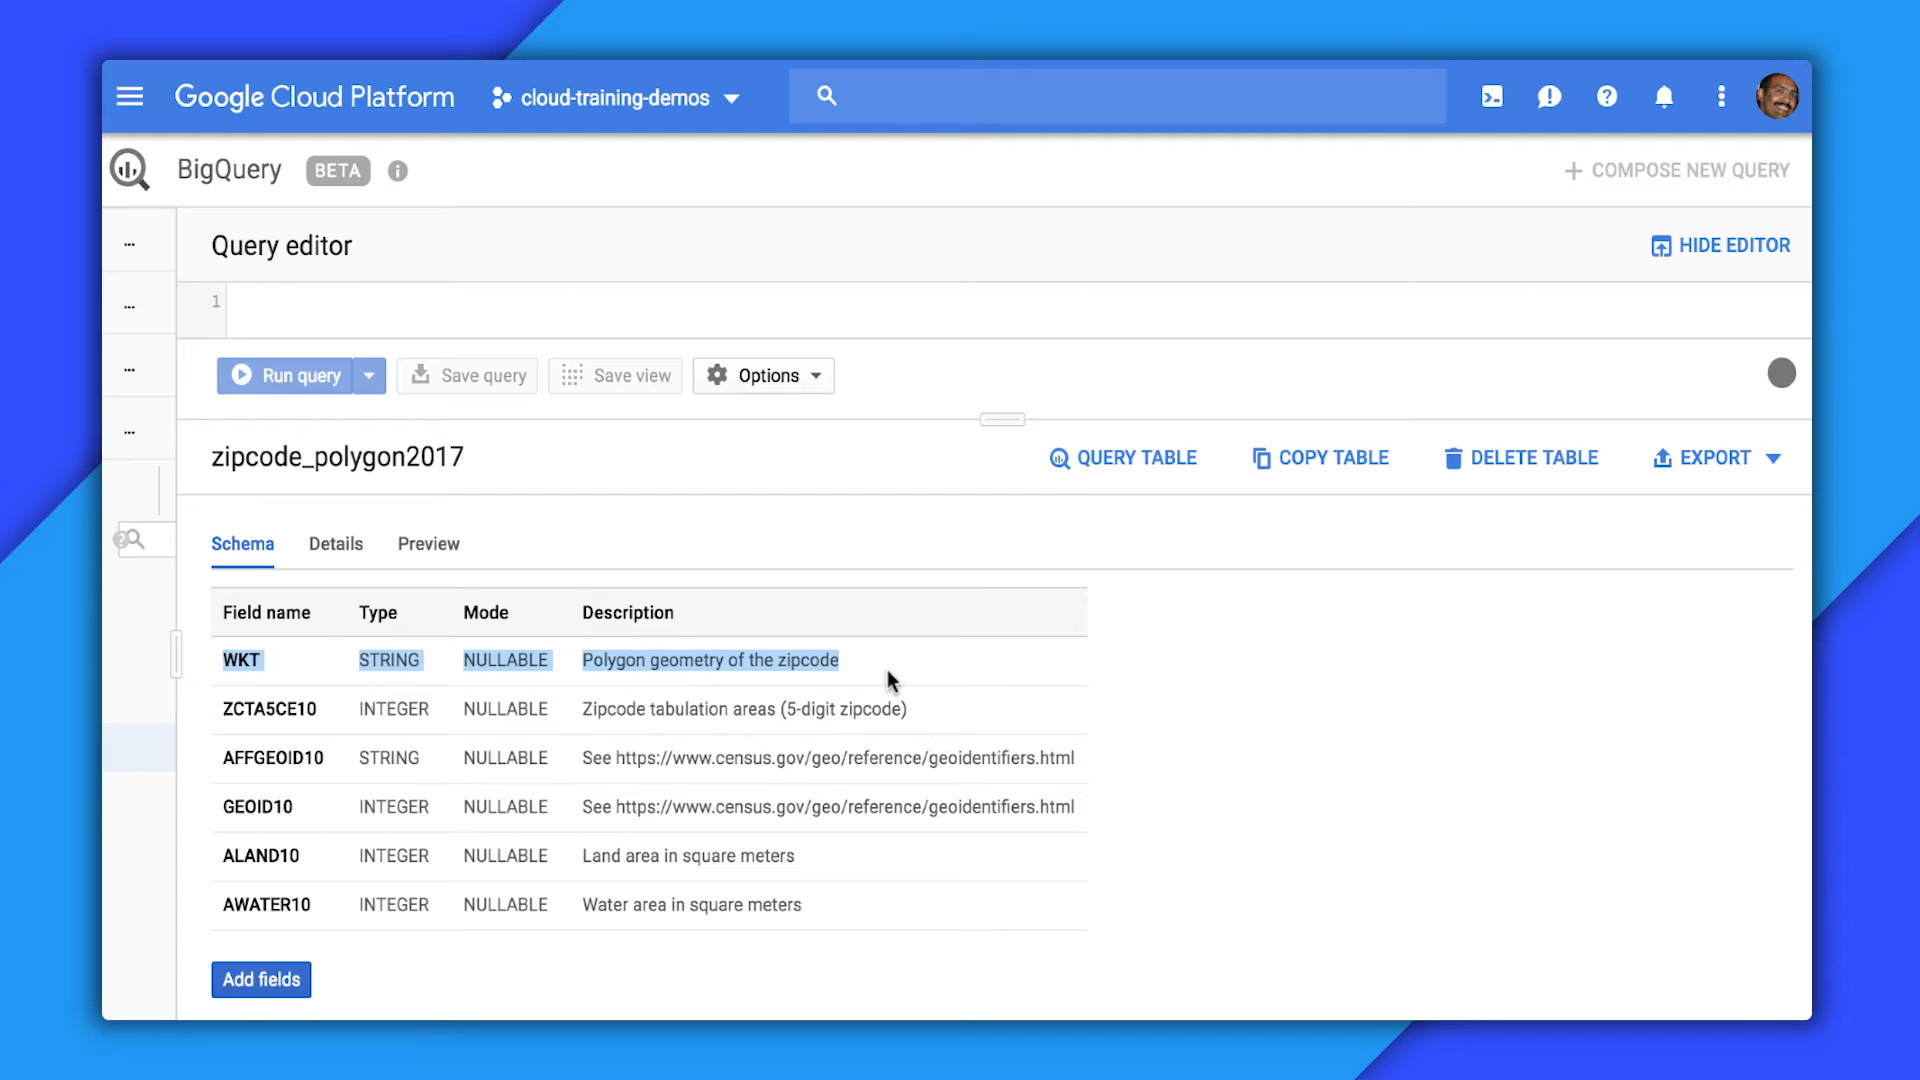 Google Cloud Platform cloud-training-demos
BigQuery BETA COMPOSE NEW QUERY
Query editor HIDE EDITOR
1
Run query Save query Save view Options
zipcode_polygon2017 QUERY TABLE COPY TABLE DELETE TABLE EXPORT
Schema Details Preview
Field name Type Mode Description
WKT STRING NULLABLE Polygon geometry of the zipcode
ZCTA5CE10 INTEGER NULLABLE Zipcode tabulation areas (5-digit zipcode)
AFFGEOID10 STRING NULLABLE See https://www.census.gov/geo/reference/geoidentifiers.html
GEOID10 INTEGER NULLABLE See https://www.census.gov/geo/reference/geoidentifiers.html
ALAND10 INTEGER NULLABLE Land area in square meters
AWATER10 INTEGER NULLABLE Water area in square meters
Add fields